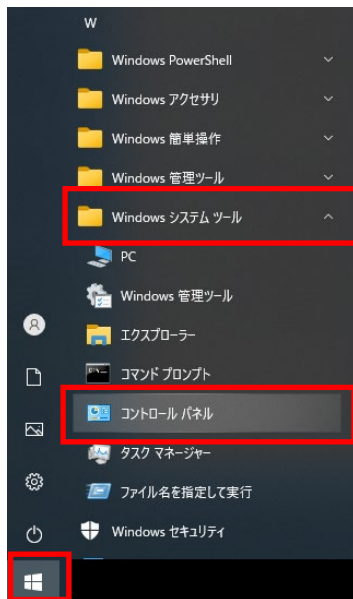 W
Windows PowerShell
Windows アクセサリ
Windows 簡単操作
Windows 管理ツール
Windows システム ツール
PC
Windows 管理ツール
エクスプローラー
コマンド プロンプト
コントロール パネル
タスク マネージャー
ファイル名を指定して実行
Windows セキュリティ